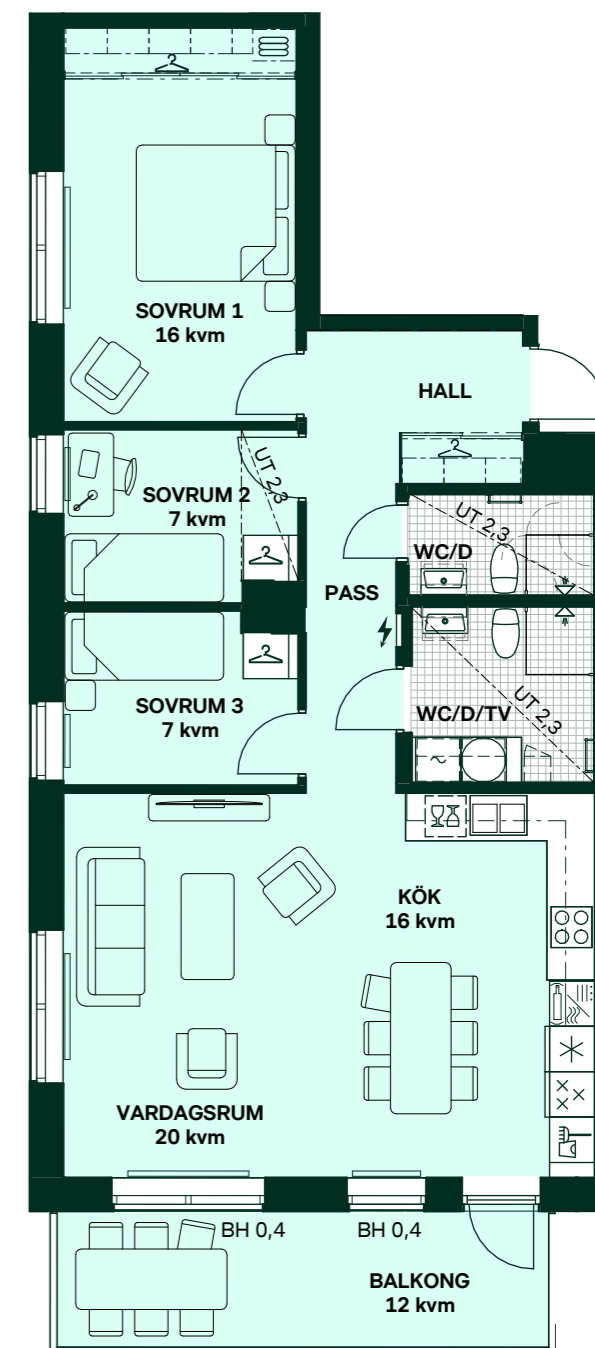 SOVRUM 1
16 kvm
HALL
SOVRUM 2
7 kvm
UT 2,3
UT 2,3
WC/D
PASS
SOVRUM 3
7 kvm
WC/D/TV
UT 2,3
KÖK
16 kvm
VARDAGSRUM
20 kvm
BH 0,4
BH 0,4
BALKONG
12 kvm